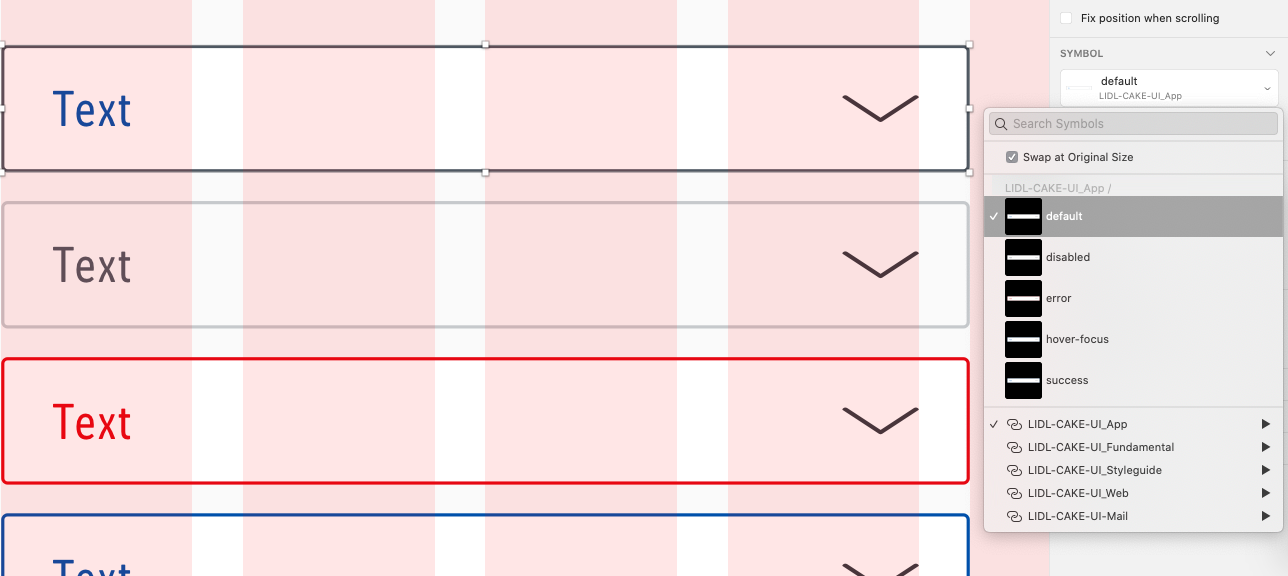 Fix position when scrolling
SYMBOL
default
LIDL-CAKE-UI_App
Search Symbols
Swap at Original Size
LIDL-CAKE-UI_App /
default
disabled
error
hover-focus
success
LIDL-CAKE-UI_App
LIDL-CAKE-UI_Fundamental
LIDL-CAKE-UI_Styleguide
LIDL-CAKE-UI_Web
LIDL-CAKE-UI-Mail
Text
Text
Text
Text